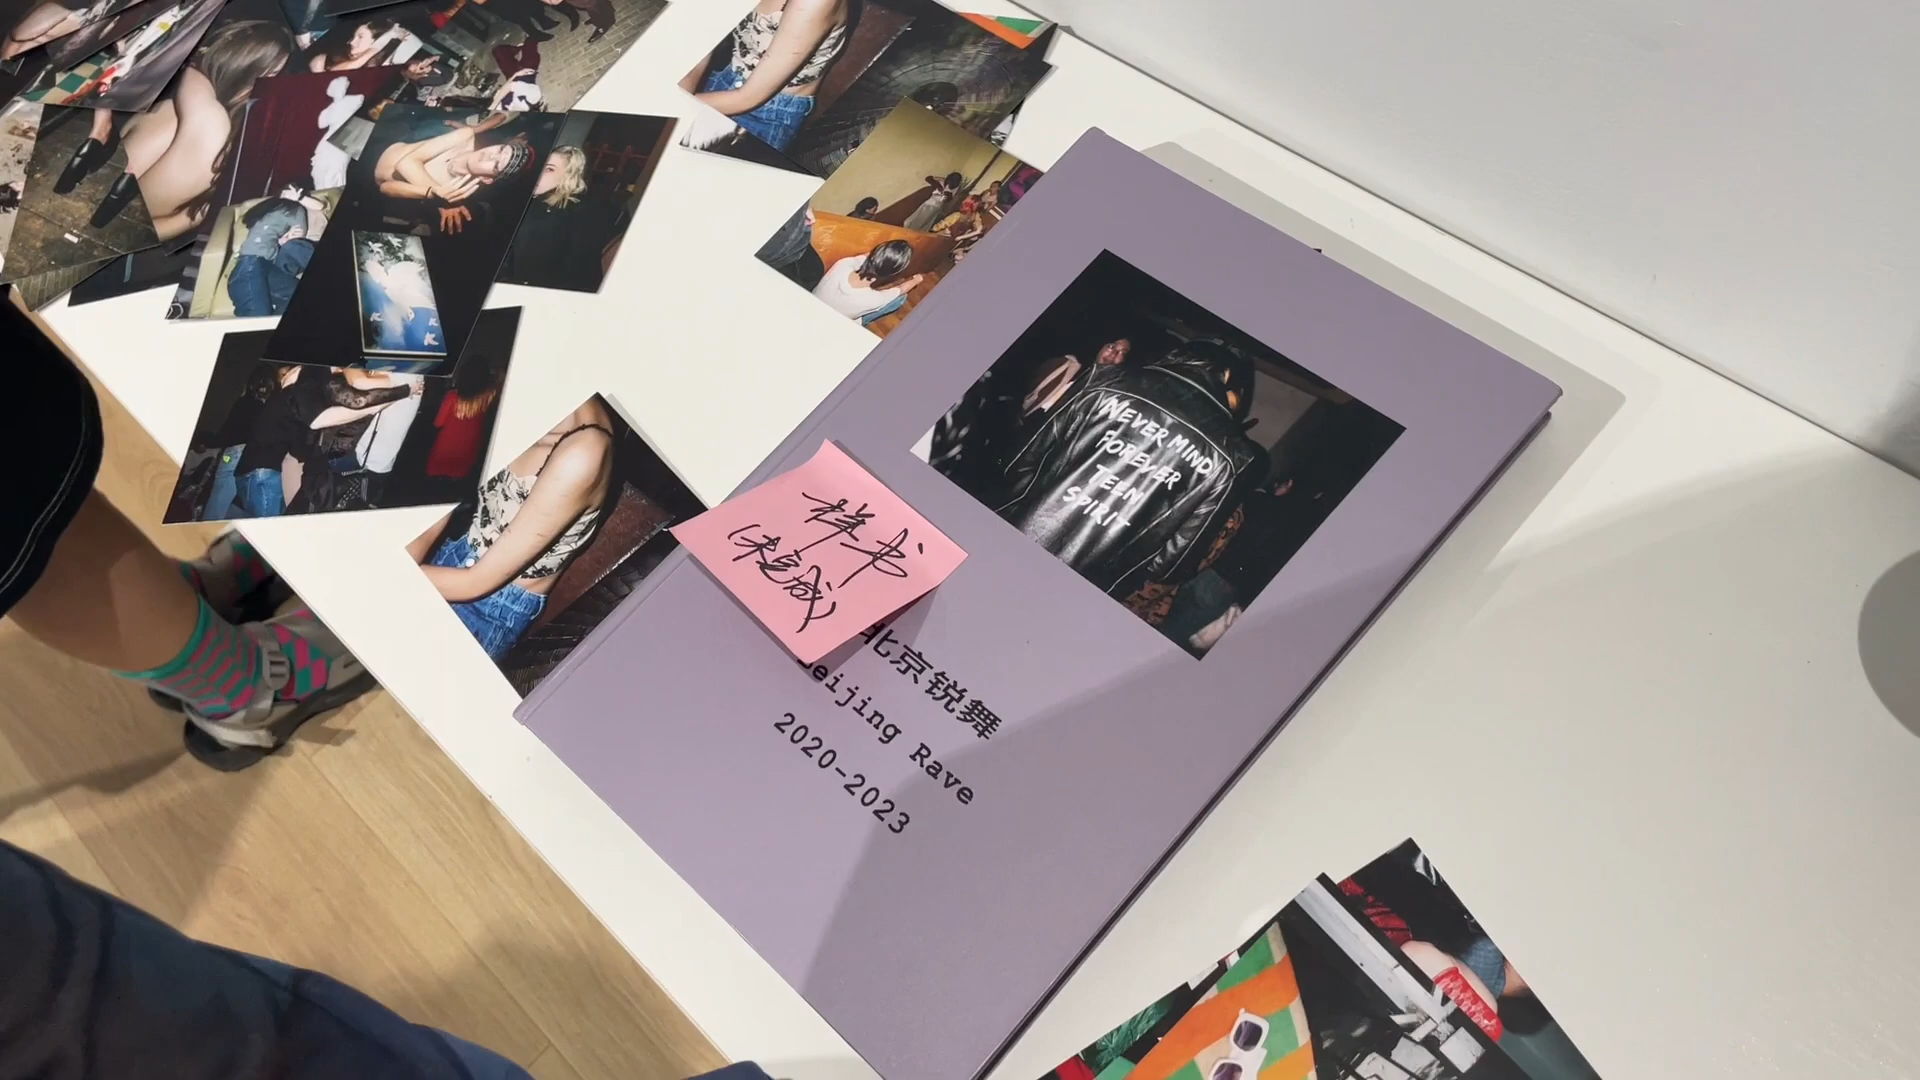 NEVER MIND
FOREVER
TEEN
SPIRIT
样书
(未完成)
北京锐舞
Beijing Rave
2020-2023